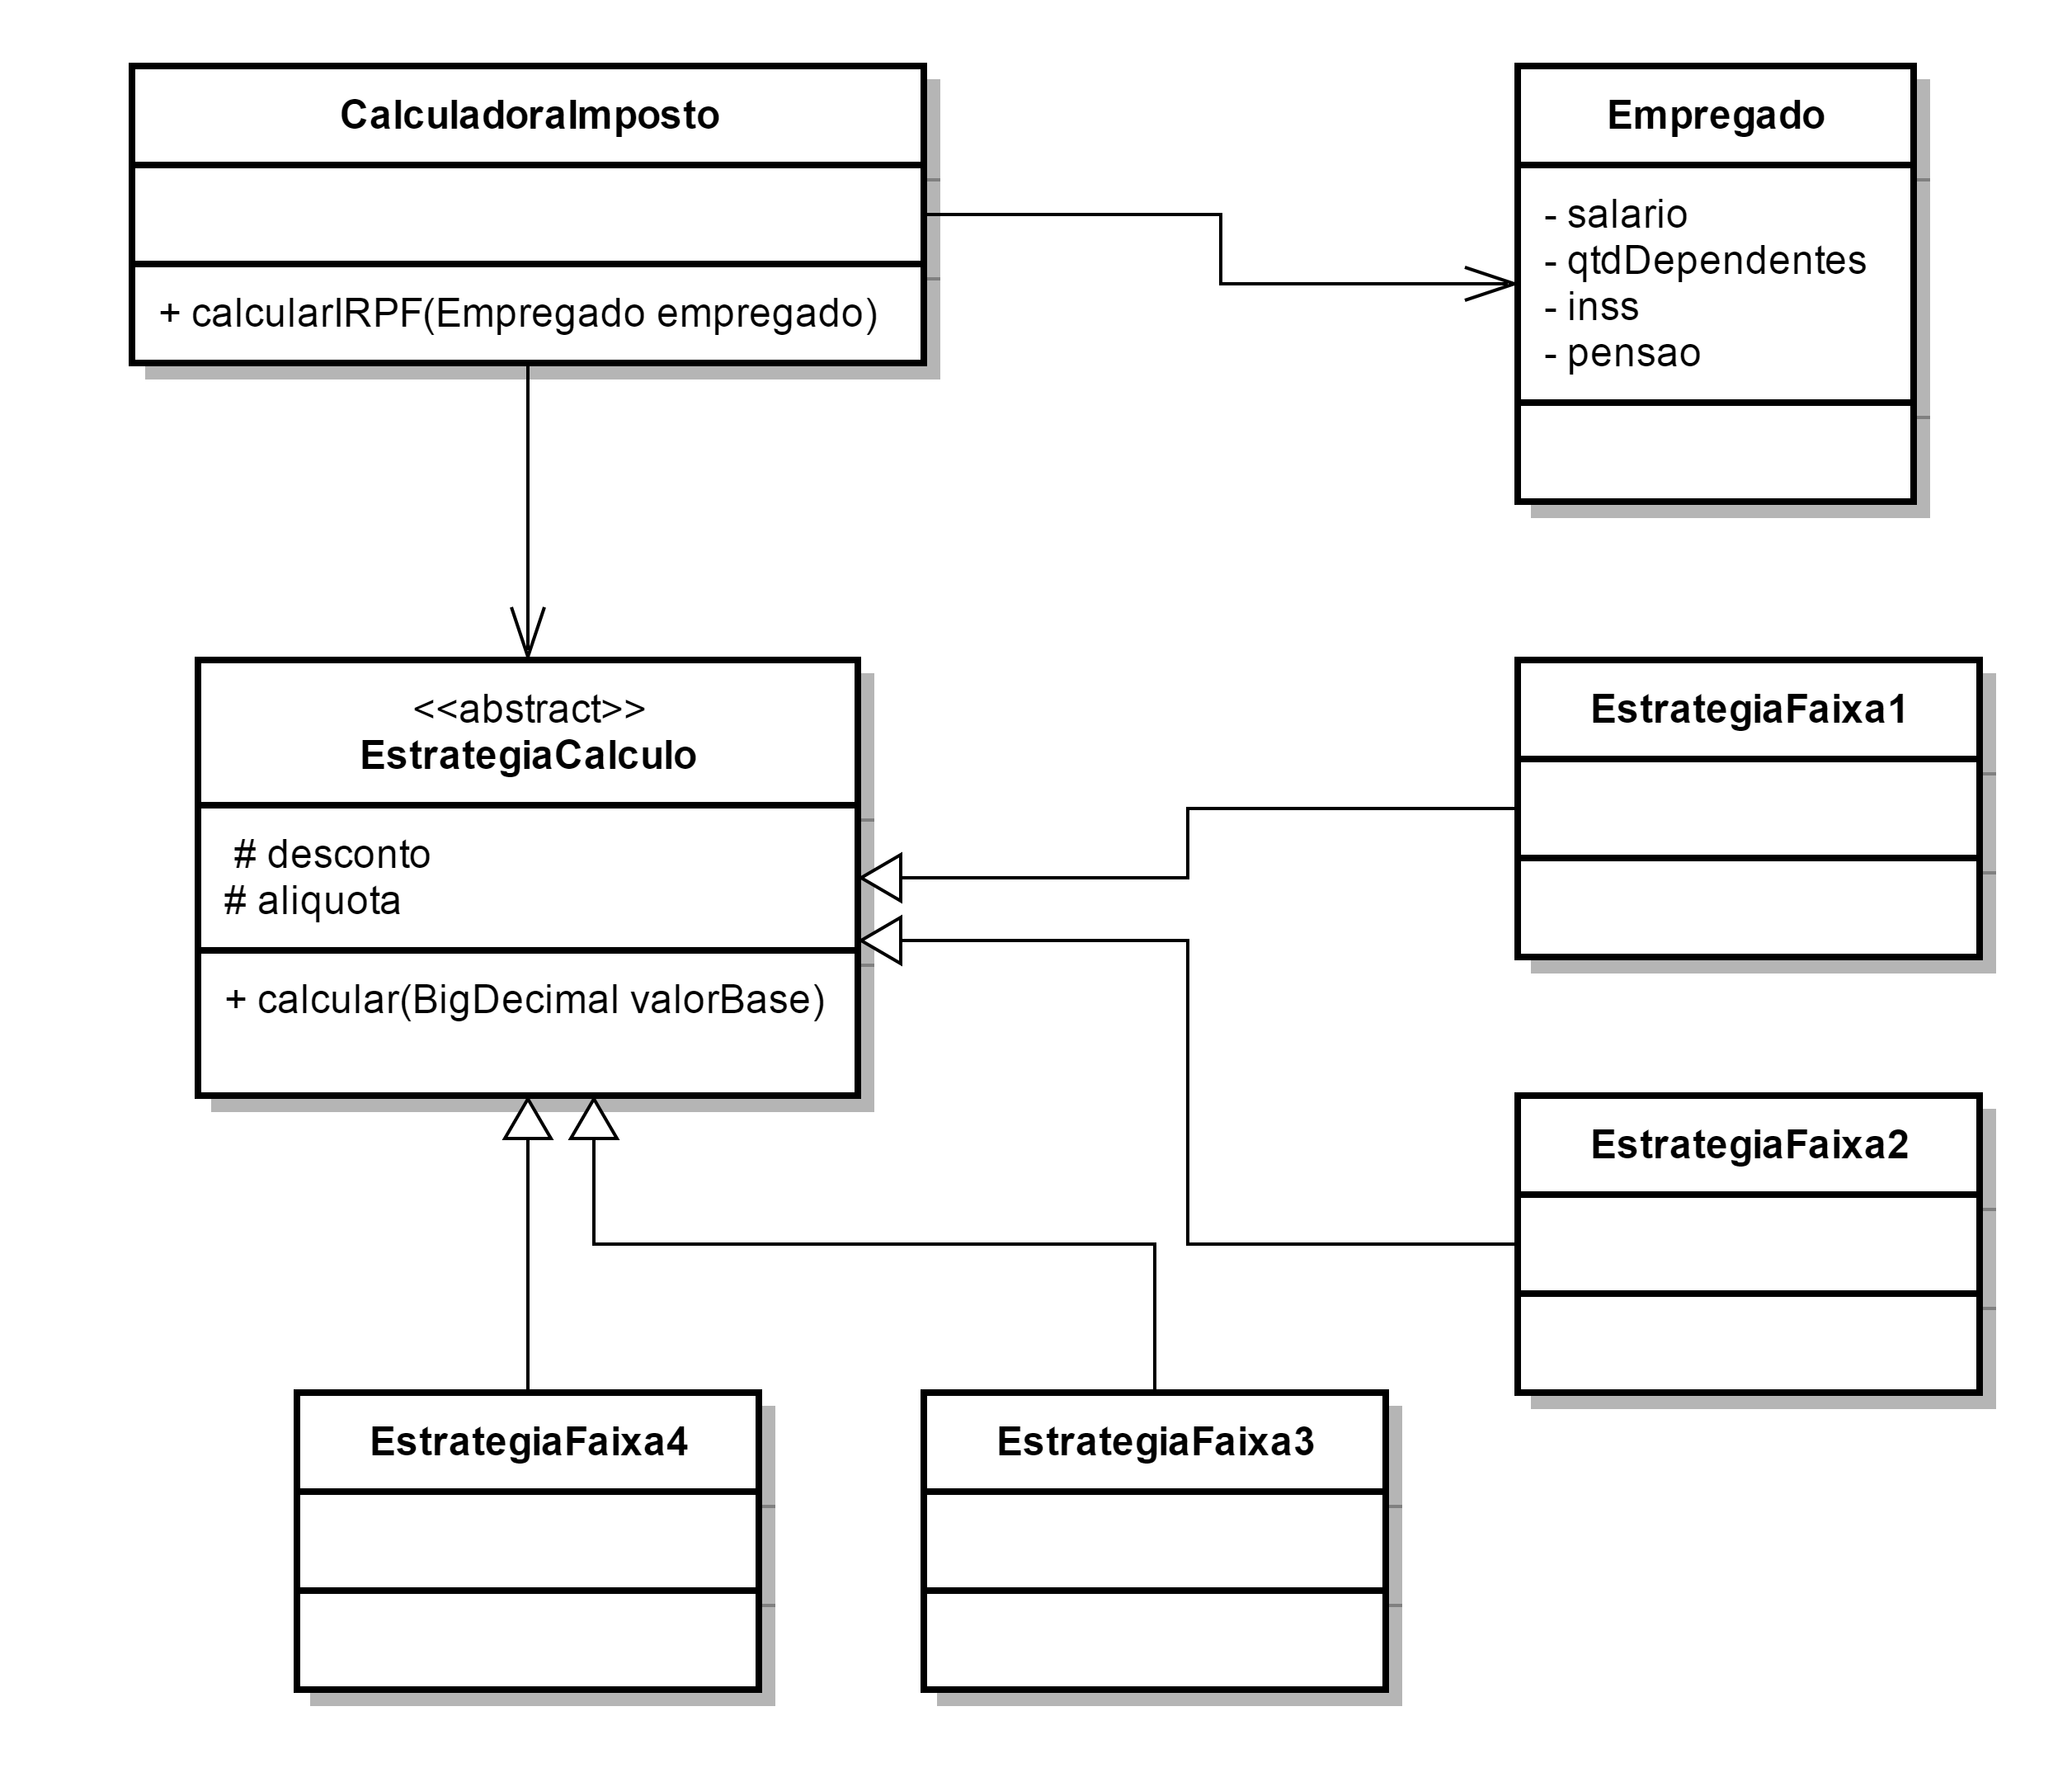 CalculadoraImposto
+ calcularIRPF(Empregado empregado)
Empregado
- salario
- qtdDependentes
- inss
- pensao
<<abstract>>
EstrategiaCalculo
# desconto
# aliquota
+ calcular(BigDecimal valorBase)
EstrategiaFaixa1
EstrategiaFaixa2
EstrategiaFaixa4
EstrategiaFaixa3